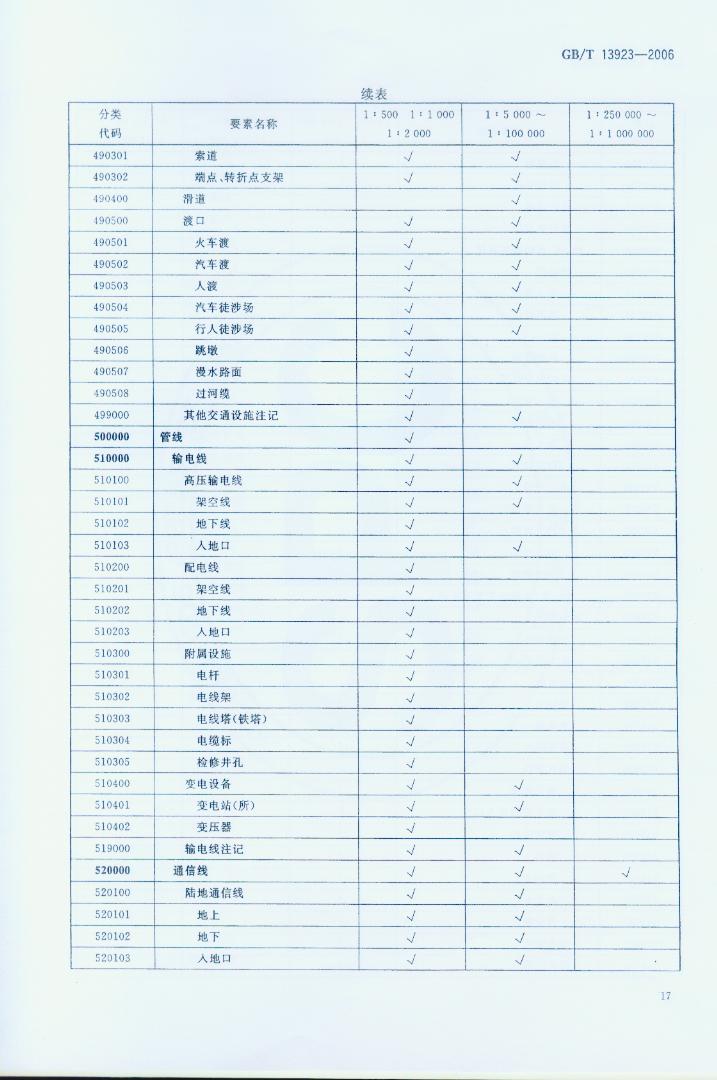 GB/T 13923—2006
续表
分类代码 要素名称 1∶500 1∶1 000 1∶2 000 1∶5 000～1∶100 000 1∶250 000～1∶1 000 000
490301 索道 √ √
490302 端点、转折点支架 √ √
490400 滑道 √
490500 渡口 √ √
490501 火车渡 √ √
490502 汽车渡 √ √
490503 人渡 √ √
490504 汽车徒涉场 √ √
490505 行人徒涉场 √ √
490506 跳墩 √
490507 漫水路面 √
490508 过河缆 √
499000 其他交通设施注记 √ √
500000 管线 √
510000 输电线 √ √
510100 高压输电线 √ √
510101 架空线 √ √
510102 地下线 √
510103 入地口 √ √
510200 配电线 √
510201 架空线 √
510202 地下线 √
510203 入地口 √
510300 附属设施 √
510301 电杆 √
510302 电线架 √
510303 电线塔(铁塔) √
510304 电缆标 √
510305 检修井孔 √
510400 变电设备 √ √
510401 变电站(所) √ √
510402 变压器 √
519000 输电线注记 √ √
520000 通信线 √ √ √
520100 陆地通信线 √ √
520101 地上 √ √
520102 地下 √ √
520103 入地口 √ √
17